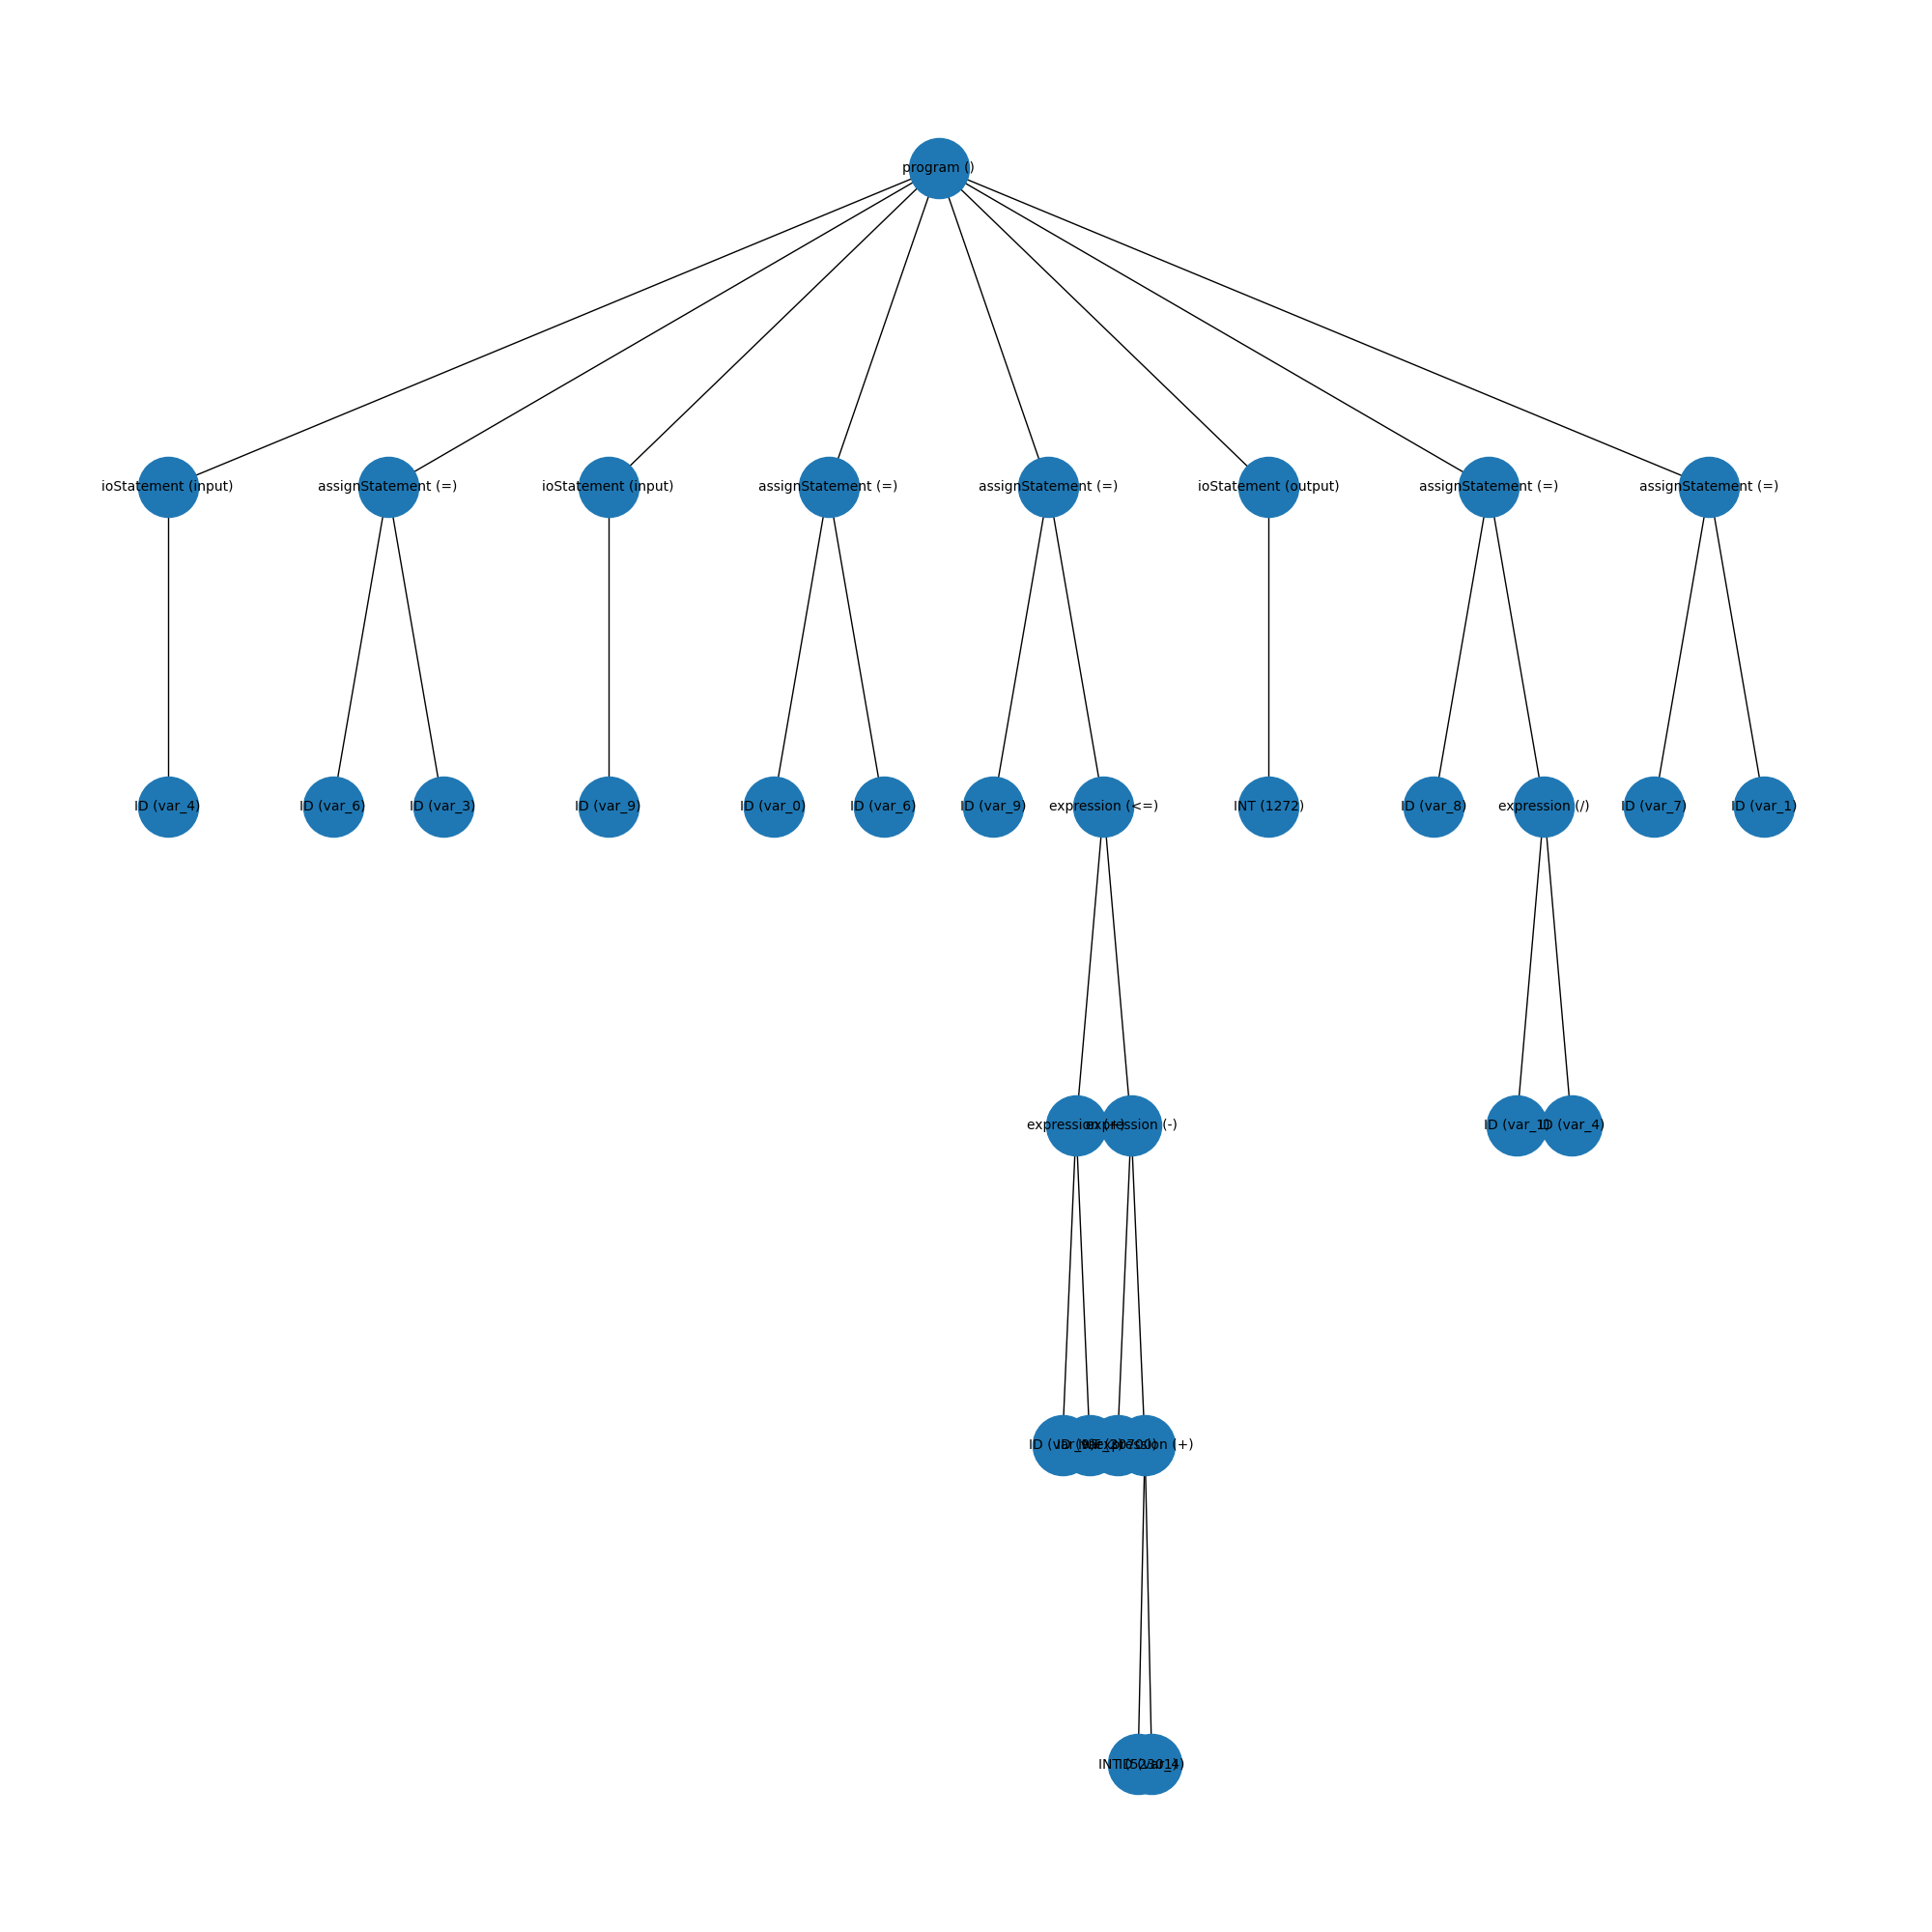 program ()
ioStatement (input)
assignStatement (=)
ioStatement (input)
assignStatement (=)
assignStatement (=)
ioStatement (output)
assignStatement (=)
assignStatement (=)
ID (var_4)
ID (var_6)
ID (var_3)
ID (var_9)
ID (var_0)
ID (var_6)
ID (var_9)
expression (<=)
INT (1272)
ID (var_8)
expression (/)
ID (var_7)
ID (var_1)
expression (+)
expression (-)
ID (var_1)
ID (var_4)
expression (+)
ID (var_4)